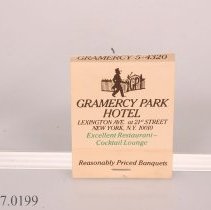 GRAMERCY 5-4320
GPH
GRAMERCY PARK
HOTEL
LEXINGTON AVE. at 21st STREET
NEW YORK, N.Y. 10010
Excellent Restaurant -
Cocktail Lounge
Reasonably Priced Banquets
7.0199